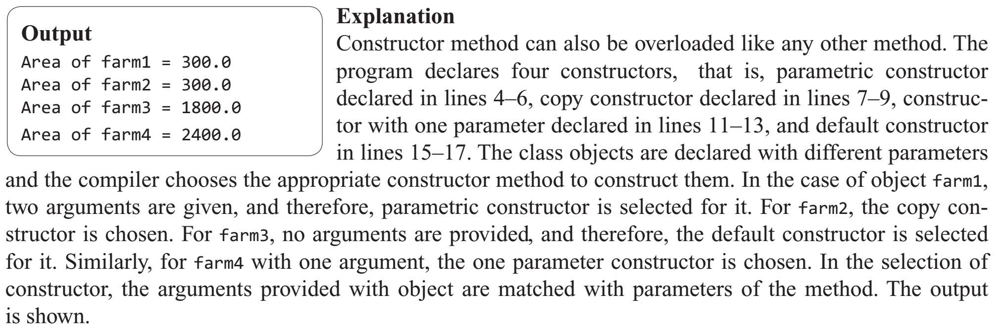 Output
Area of farm1 = 300.0
Area of farm2 = 300.0
Area of farm3 = 1800.0
Area of farm4 = 2400.0
Explanation
Constructor method can also be overloaded like any other method. The
program declares four constructors, that is, parametric constructor
declared in lines 4–6, copy constructor declared in lines 7–9, construc-
tor with one parameter declared in lines 11–13, and default constructor
in lines 15–17. The class objects are declared with different parameters
and the compiler chooses the appropriate constructor method to construct them. In the case of object farm1,
two arguments are given, and therefore, parametric constructor is selected for it. For farm2, the copy con-
structor is chosen. For farm3, no arguments are provided, and therefore, the default constructor is selected
for it. Similarly, for farm4 with one argument, the one parameter constructor is chosen. In the selection of
constructor, the arguments provided with object are matched with parameters of the method. The output
is shown.